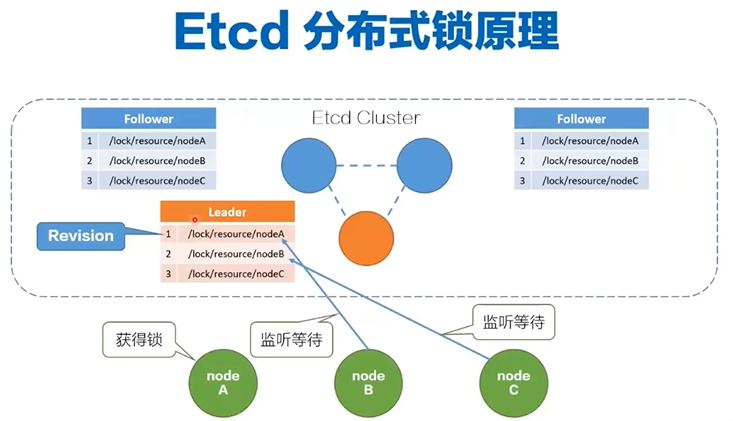 Etcd 分布式锁原理
Etcd Cluster
Follower
1 /lock/resource/nodeA
2 /lock/resource/nodeB
3 /lock/resource/nodeC
Follower
1 /lock/resource/nodeA
2 /lock/resource/nodeB
3 /lock/resource/nodeC
Leader
1 /lock/resource/nodeA
2 /lock/resource/nodeB
3 /lock/resource/nodeC
Revision
获得锁
监听等待
监听等待
node
A
node
B
node
C